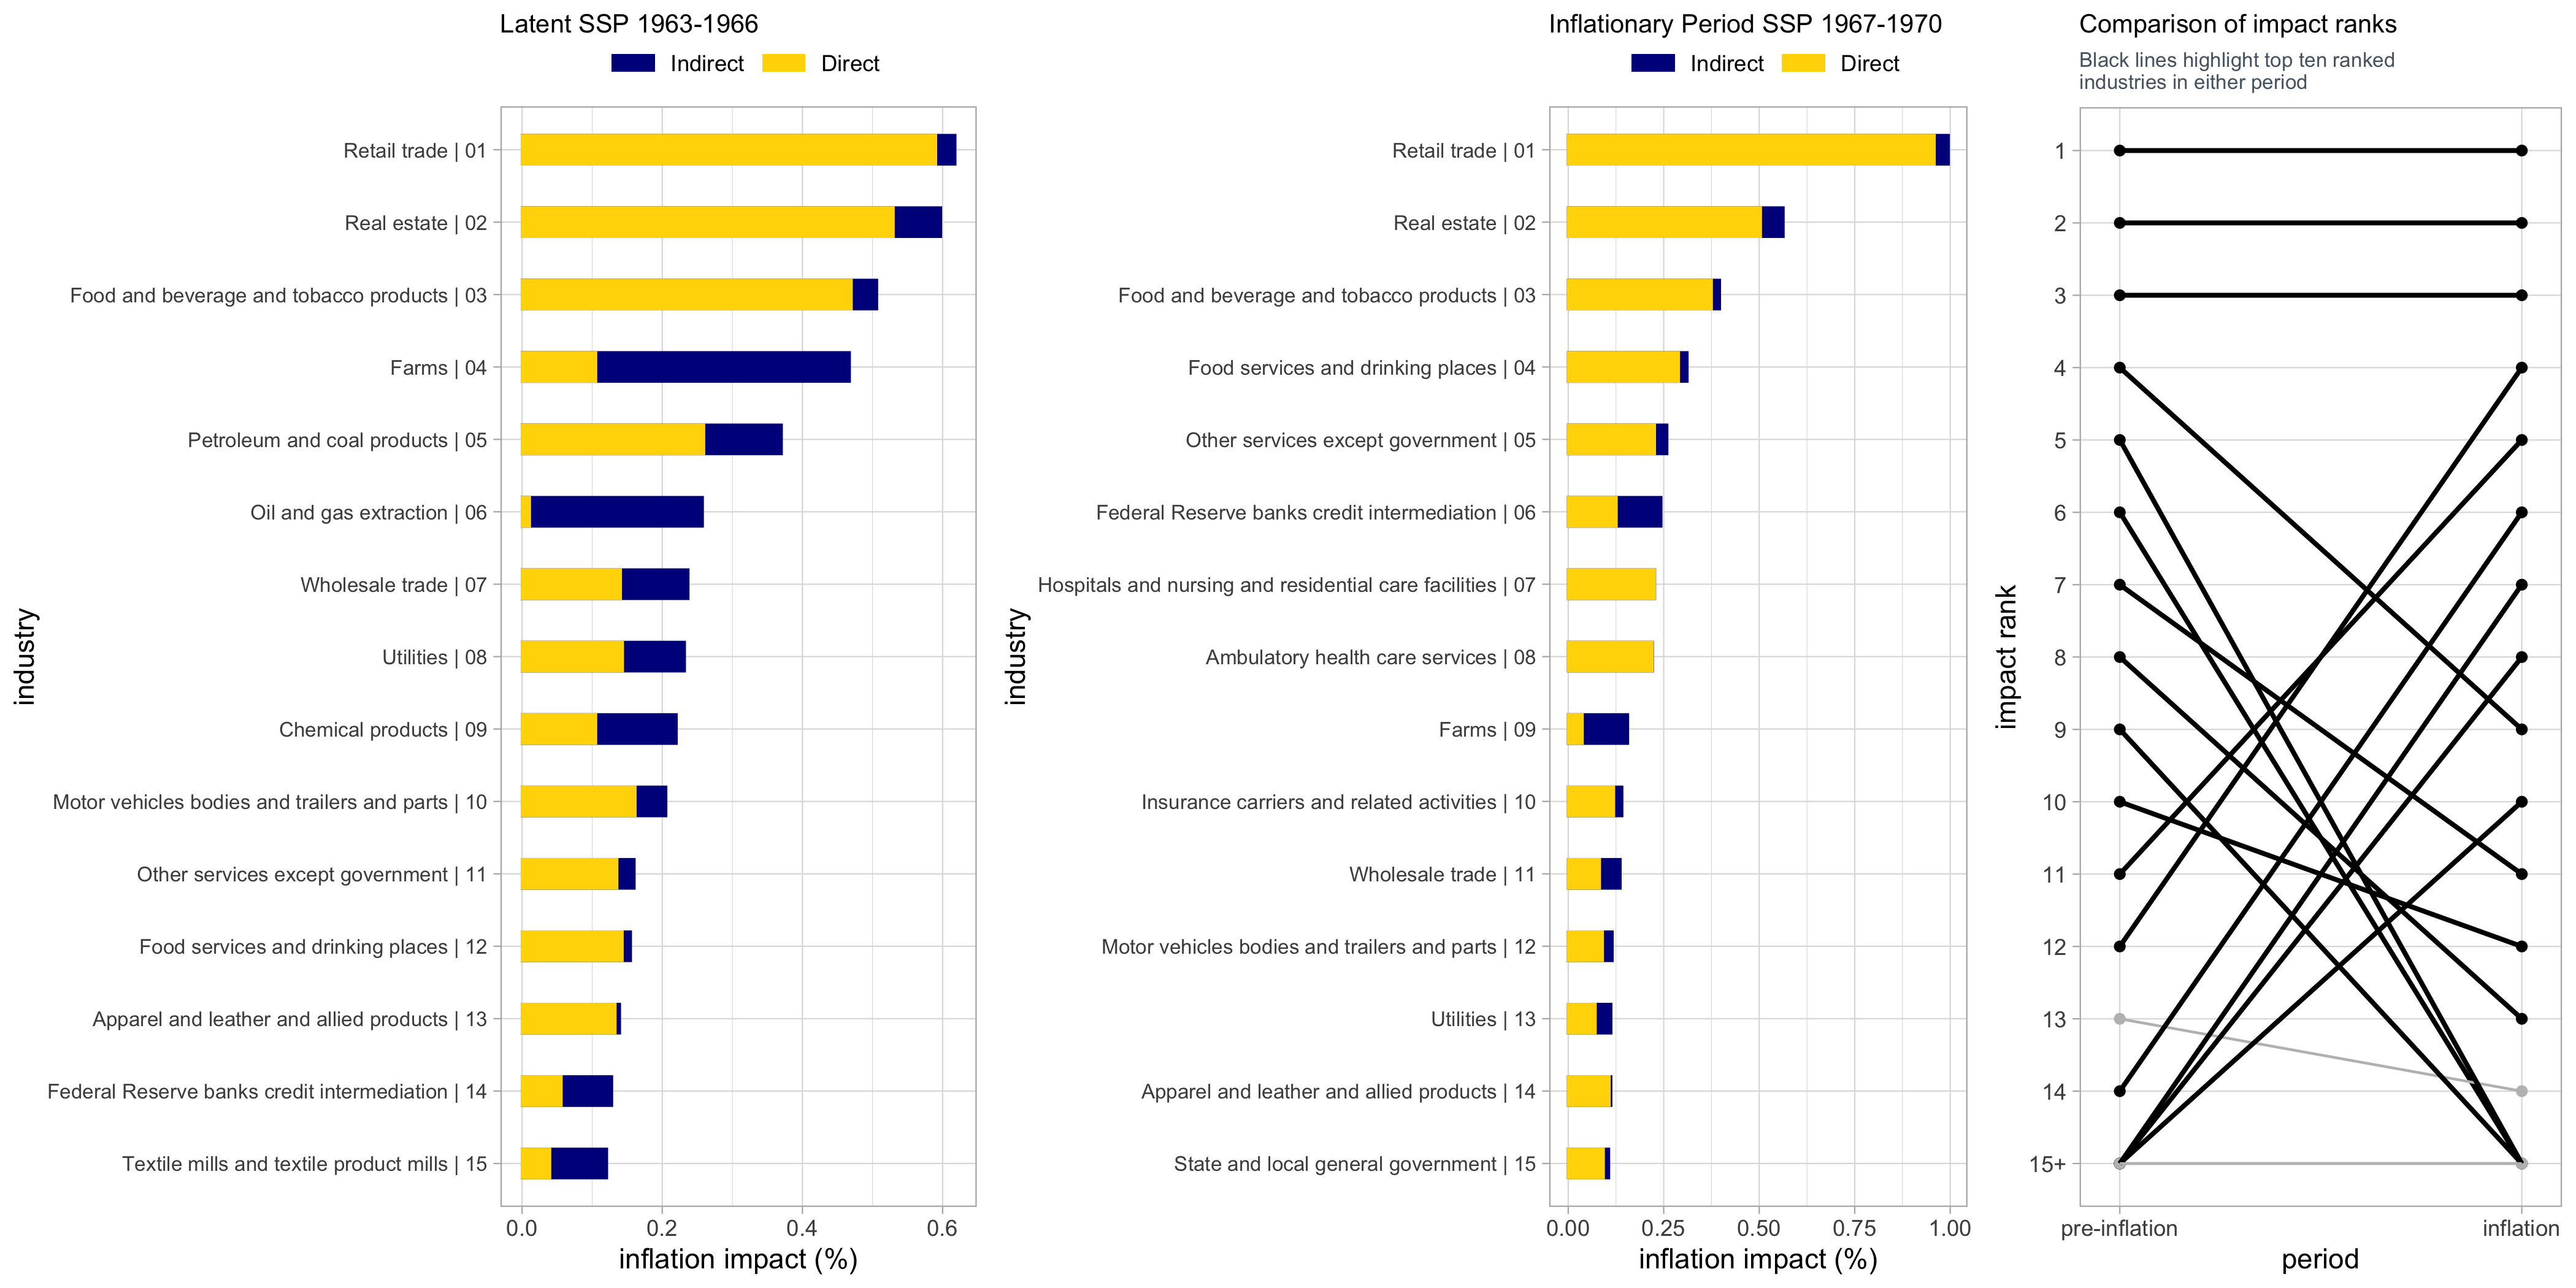 Latent SSP 1963-1966
Indirect
Direct
industry
Retail trade | 01
Real estate | 02
Food and beverage and tobacco products | 03
Farms | 04
Petroleum and coal products | 05
Oil and gas extraction | 06
Wholesale trade | 07
Utilities | 08
Chemical products | 09
Motor vehicles bodies and trailers and parts | 10
Other services except government | 11
Food services and drinking places | 12
Apparel and leather and allied products | 13
Federal Reserve banks credit intermediation | 14
Textile mills and textile product mills | 15
0.0
0.2
0.4
0.6
inflation impact (%)
Inflationary Period SSP 1967-1970
Indirect
Direct
industry
Retail trade | 01
Real estate | 02
Food and beverage and tobacco products | 03
Food services and drinking places | 04
Other services except government | 05
Federal Reserve banks credit intermediation | 06
Hospitals and nursing and residential care facilities | 07
Ambulatory health care services | 08
Farms | 09
Insurance carriers and related activities | 10
Wholesale trade | 11
Motor vehicles bodies and trailers and parts | 12
Utilities | 13
Apparel and leather and allied products | 14
State and local general government | 15
0.00
0.25
0.50
0.75
1.00
inflation impact (%)
Comparison of impact ranks
Black lines highlight top ten ranked
industries in either period
impact rank
1
2
3
4
5
6
7
8
9
10
11
12
13
14
15+
pre-inflation
inflation
period